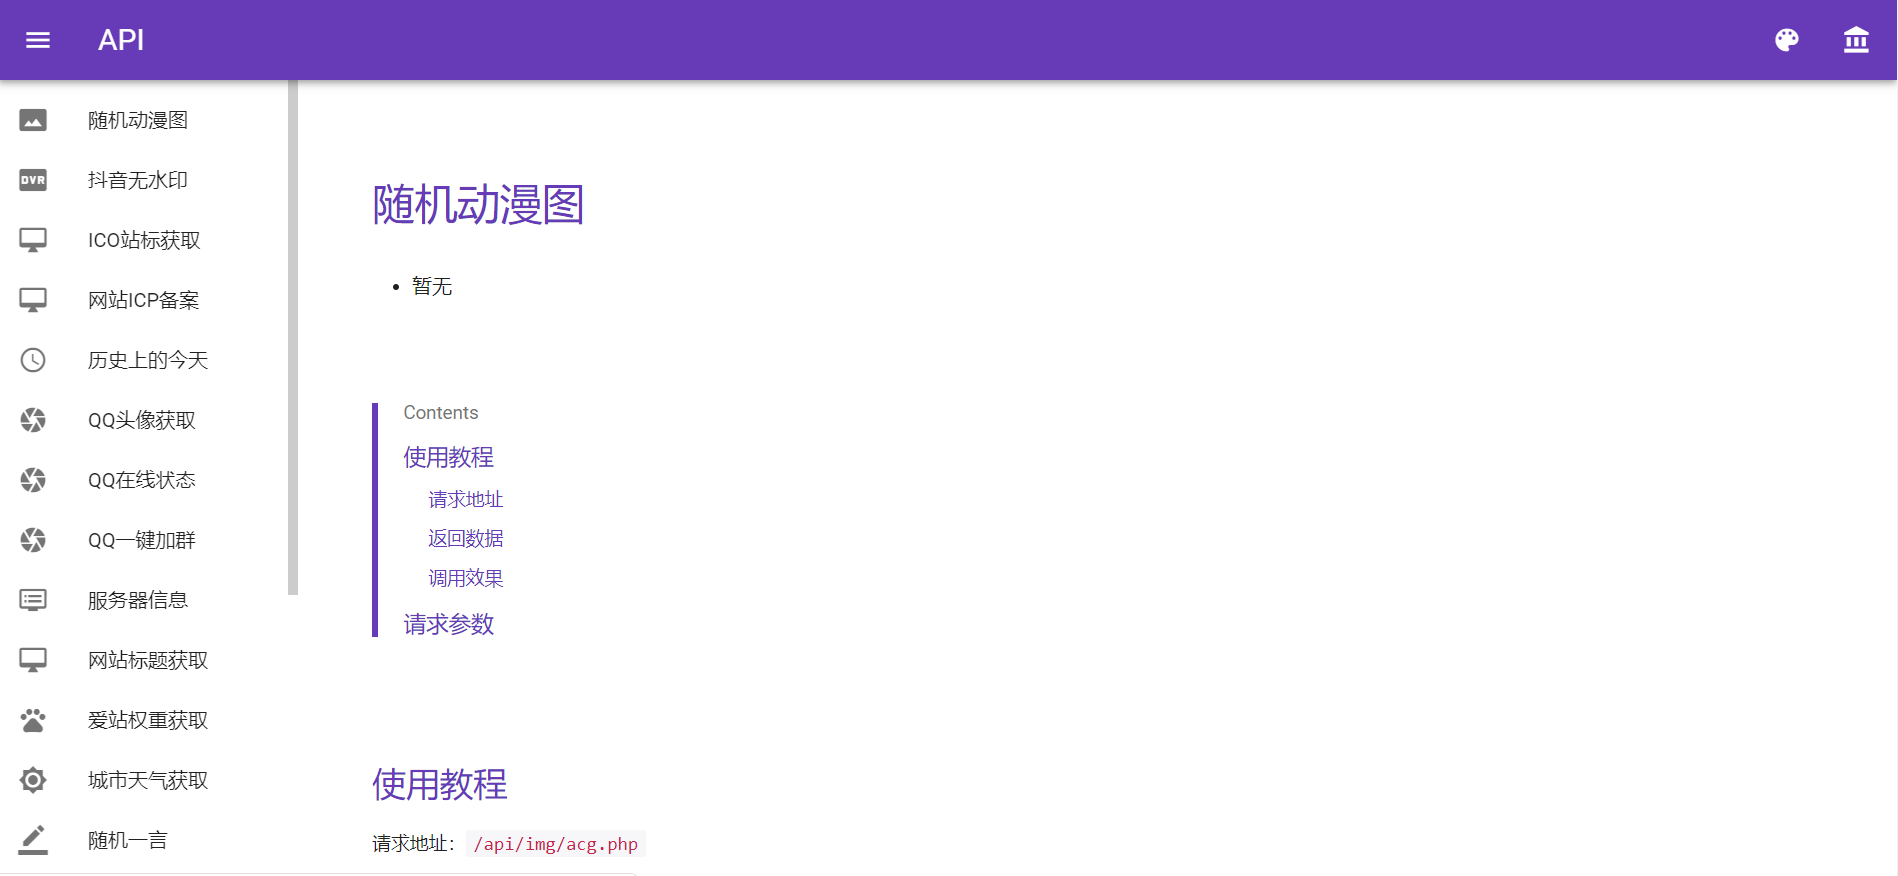 API
随机动漫图
DVR
抖音无水印
ICO站标获取
网站ICP备案
历史上的今天
QQ头像获取
QQ在线状态
QQ一键加群
服务器信息
网站标题获取
爱站权重获取
城市天气获取
随机一言
随机动漫图
• 暂无
Contents
使用教程
请求地址
返回数据
调用效果
请求参数
使用教程
请求地址： /api/img/acg.php